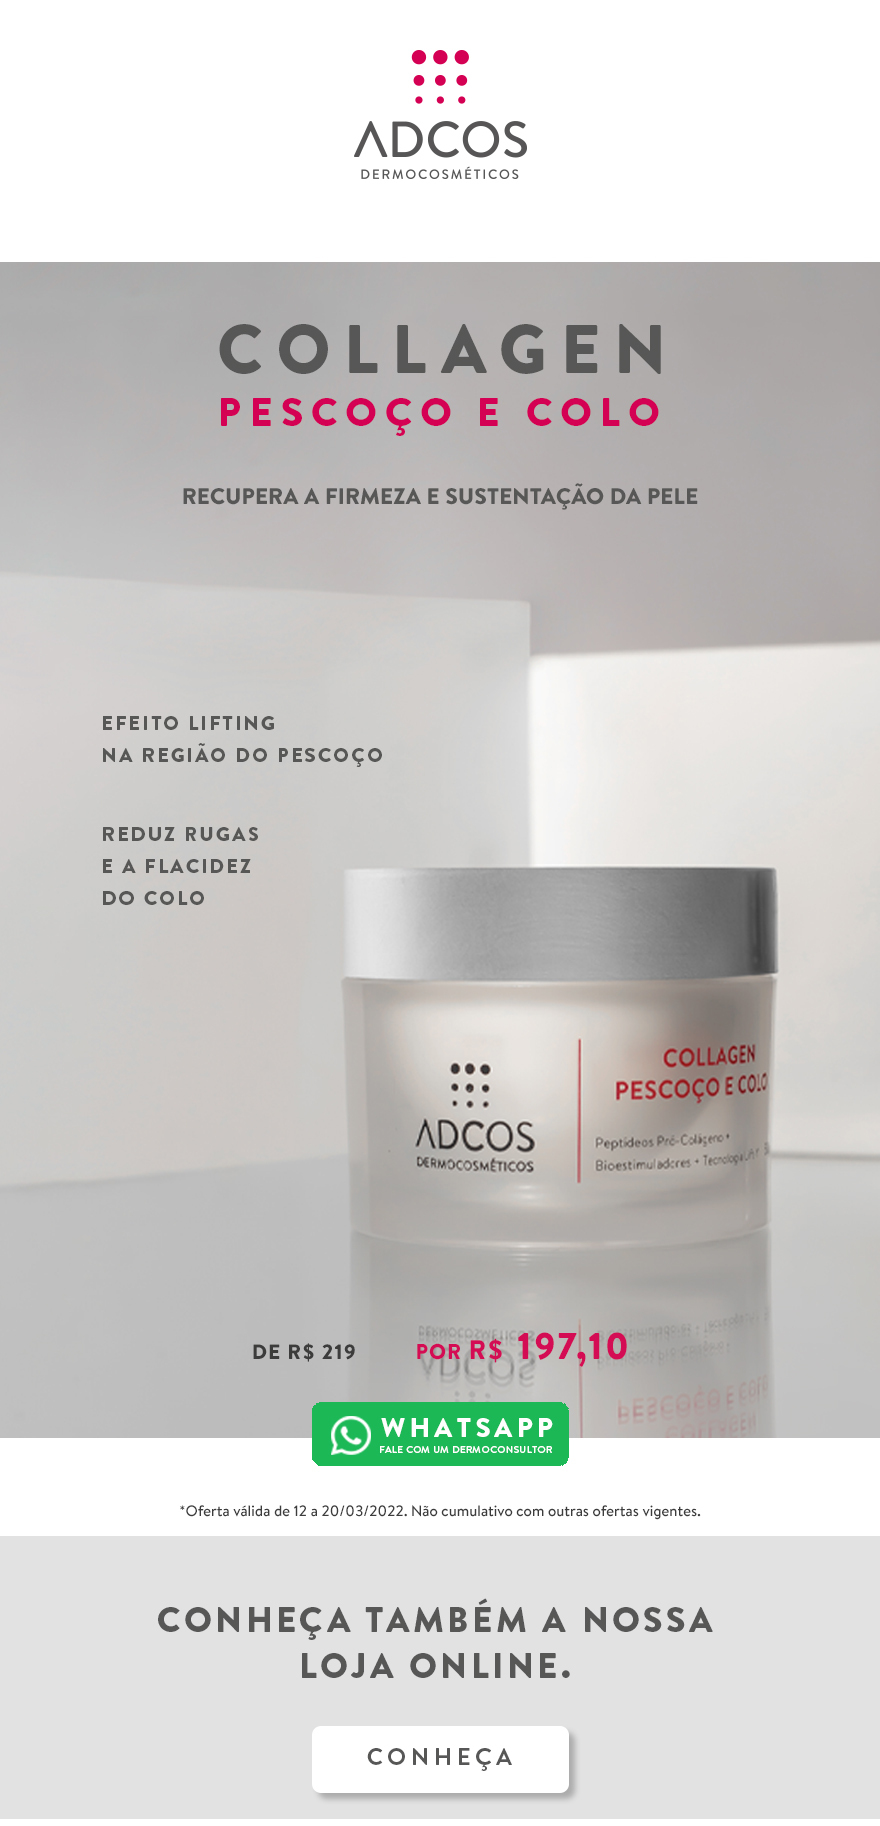 ADCOS
DERMOCOSMÉTICOS
COLLAGEN
PESCOÇO E COLO
RECUPERA A FIRMEZA E SUSTENTAÇÃO DA PELE
EFEITO LIFTING
NA REGIÃO DO PESCOÇO
REDUZ RUGAS
E A FLACIDEZ
DO COLO
ADCOS
DERMOCOSMÉTICOS
COLLAGEN
PESCOÇO E COLO
Peptídeos Pró-Colágeno +
Bioestimuladores + Tecnologia
DE R$ 219
POR R$ 197,10
WHATSAPP
FALE COM UM DERMOCONSULTOR
*Oferta válida de 12 a 20/03/2022. Não cumulativo com outras ofertas vigentes.
CONHEÇA TAMBÉM A NOSSA
LOJA ONLINE.
CONHEÇA